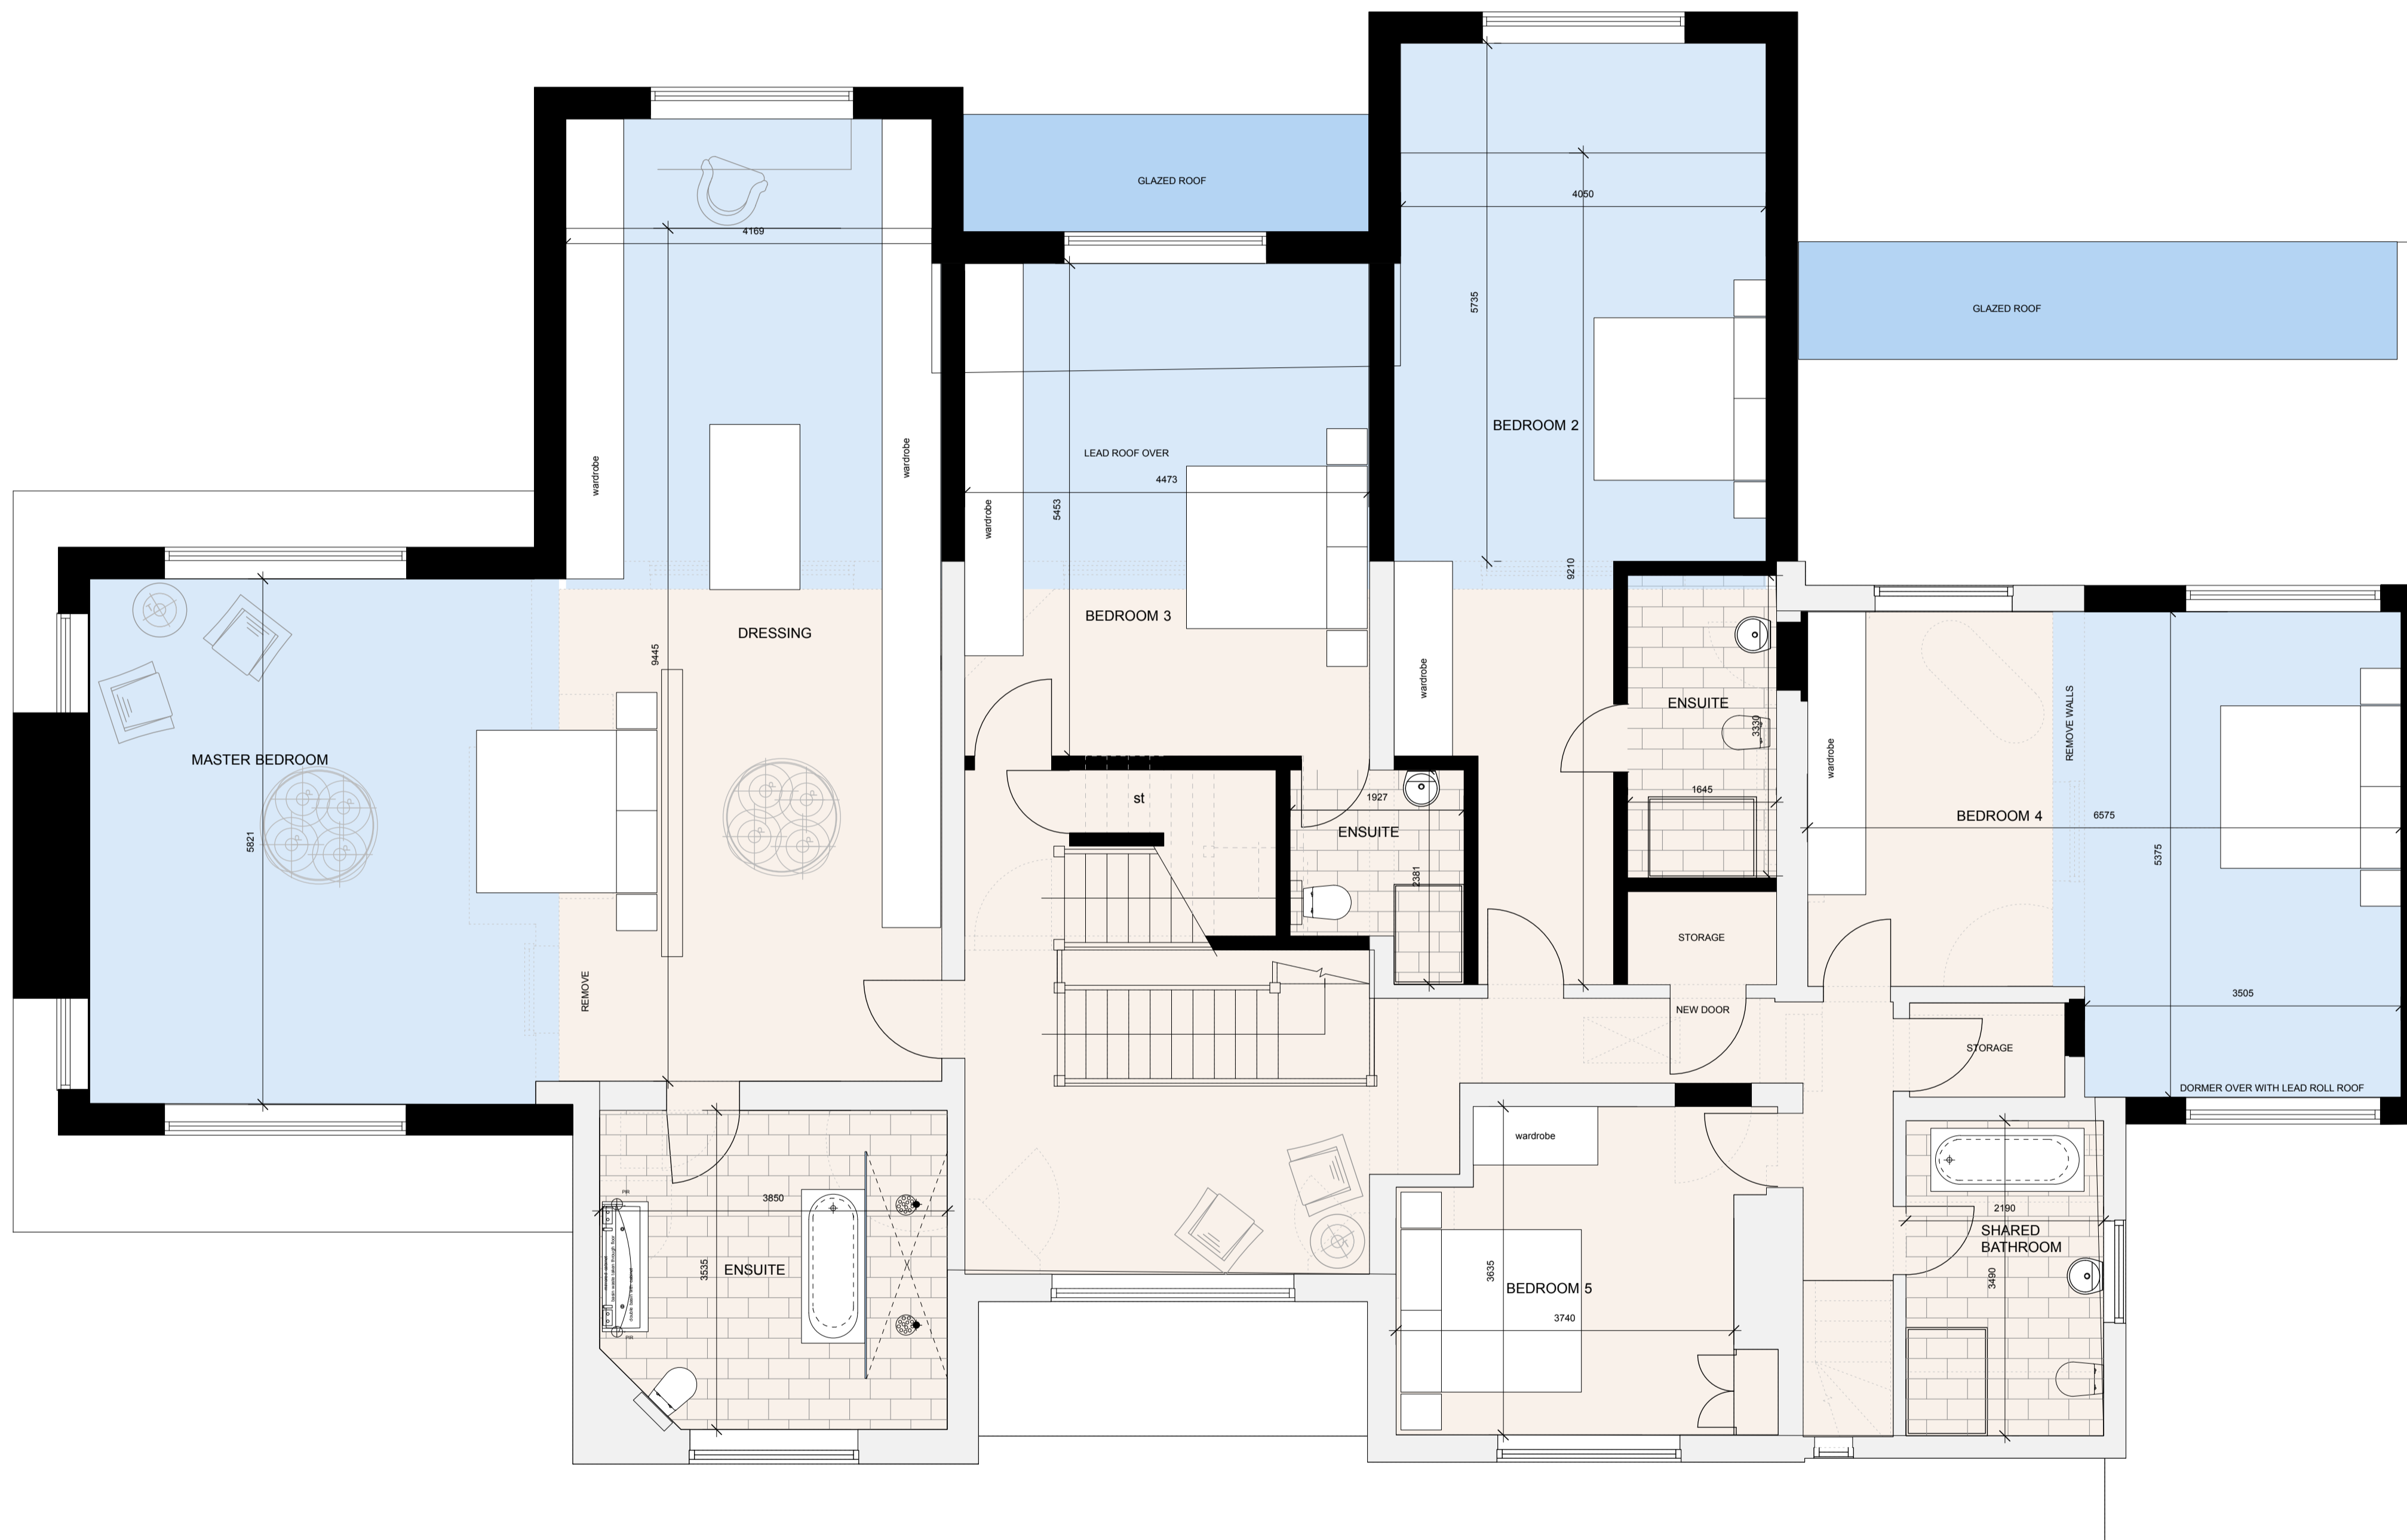 GLAZED ROOF
4050
4169
GLAZED ROOF
5735
BEDROOM 2
LEAD ROOF OVER
4473
wardrobe
wardrobe
wardrobe
5453
9210
BEDROOM 3
DRESSING
9445
wardrobe
ENSUITE
3330
REMOVE WALLS
MASTER BEDROOM
wardrobe
st
1927
1645
BEDROOM 4
6575
5821
ENSUITE
2381
5375
STORAGE
REMOVE
3505
NEW DOOR
STORAGE
DORMER OVER WITH LEAD ROLL ROOF
wardrobe
PIR
3850
2190
SHARED
BATHROOM
3535
ENSUITE
3635
BEDROOM 5
3490
3740
PIR